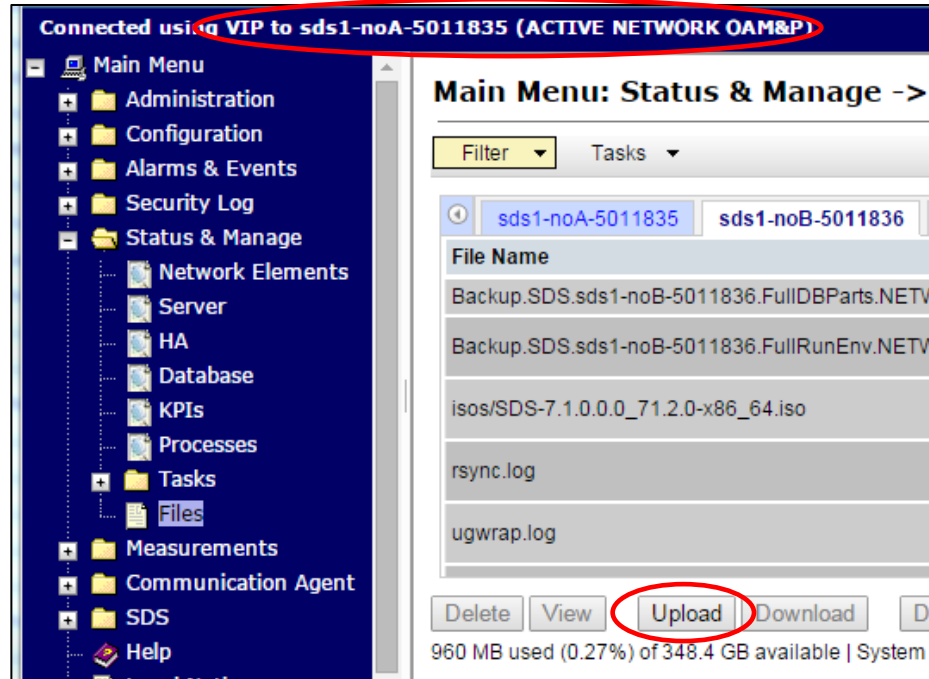 Connected using VIP to sds1-noA-5011835 (ACTIVE NETWORK OAM&P)
Main Menu
Administration
Configuration
Alarms & Events
Security Log
Status & Manage
Network Elements
Server
HA
Database
KPIs
Processes
Tasks
Files
Measurements
Communication Agent
SDS
Help
Main Menu: Status & Manage ->
Filter Tasks
sds1-noA-5011835 sds1-noB-5011836
File Name
Backup.SDS.sds1-noB-5011836.FullDBParts.NETW
Backup.SDS.sds1-noB-5011836.FullRunEnv.NETW
isos/SDS-7.1.0.0.0_71.2.0-x86_64.iso
rsync.log
ugwrap.log
Delete View Upload Download D
960 MB used (0.27%) of 348.4 GB available | System